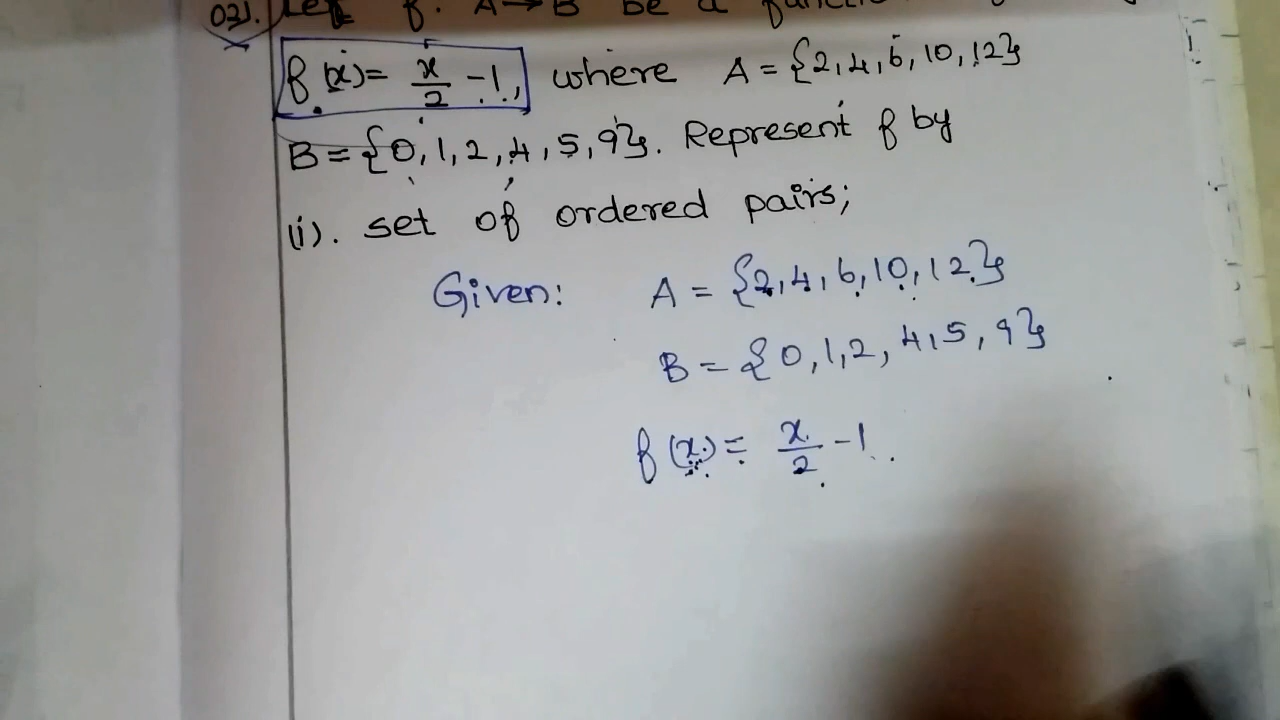 02). Let f: A→B be a function
f(x) = x/2 - 1, where A = {2, 4, 6, 10, 12}
B = {0, 1, 2, 4, 5, 9}. Represent f by
(i). set of ordered pairs;
Given: A = {2, 4, 6, 10, 12}
B = {0, 1, 2, 4, 5, 9}
f(x) = x/2 - 1